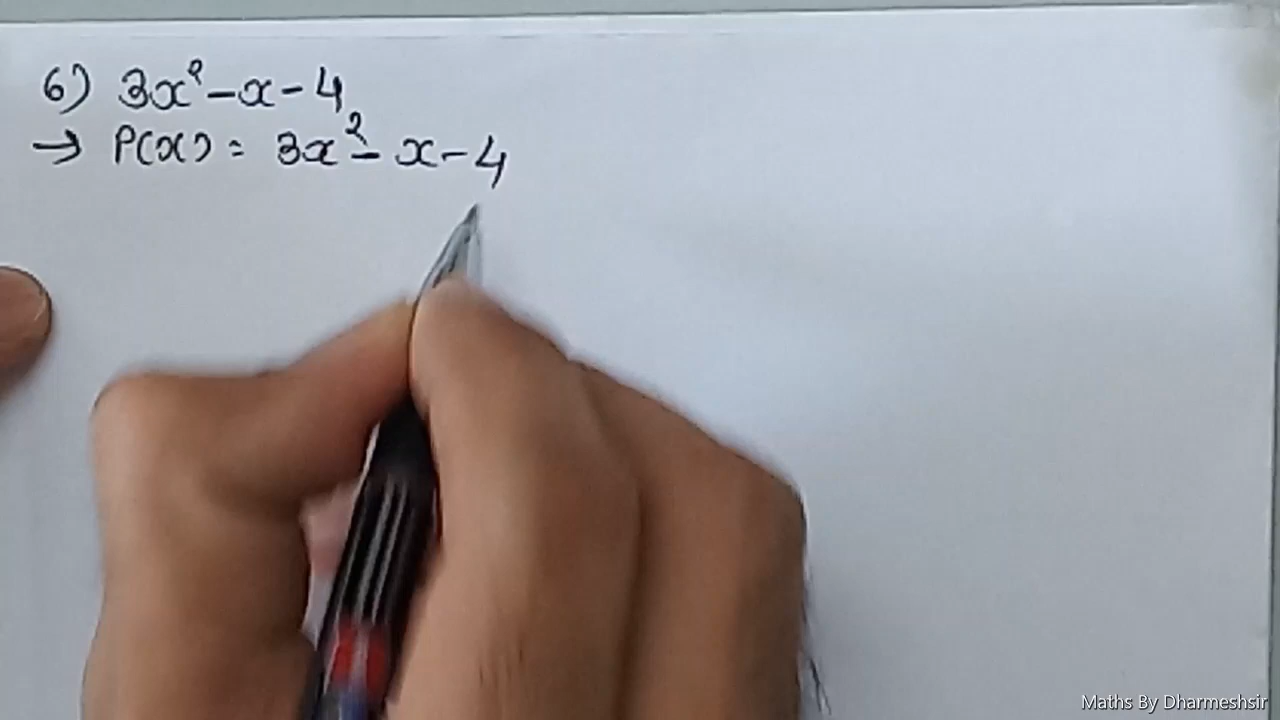 6) 3x² - x - 4
→ P(x) = 3x² - x - 4
Maths By Dharmeshsir